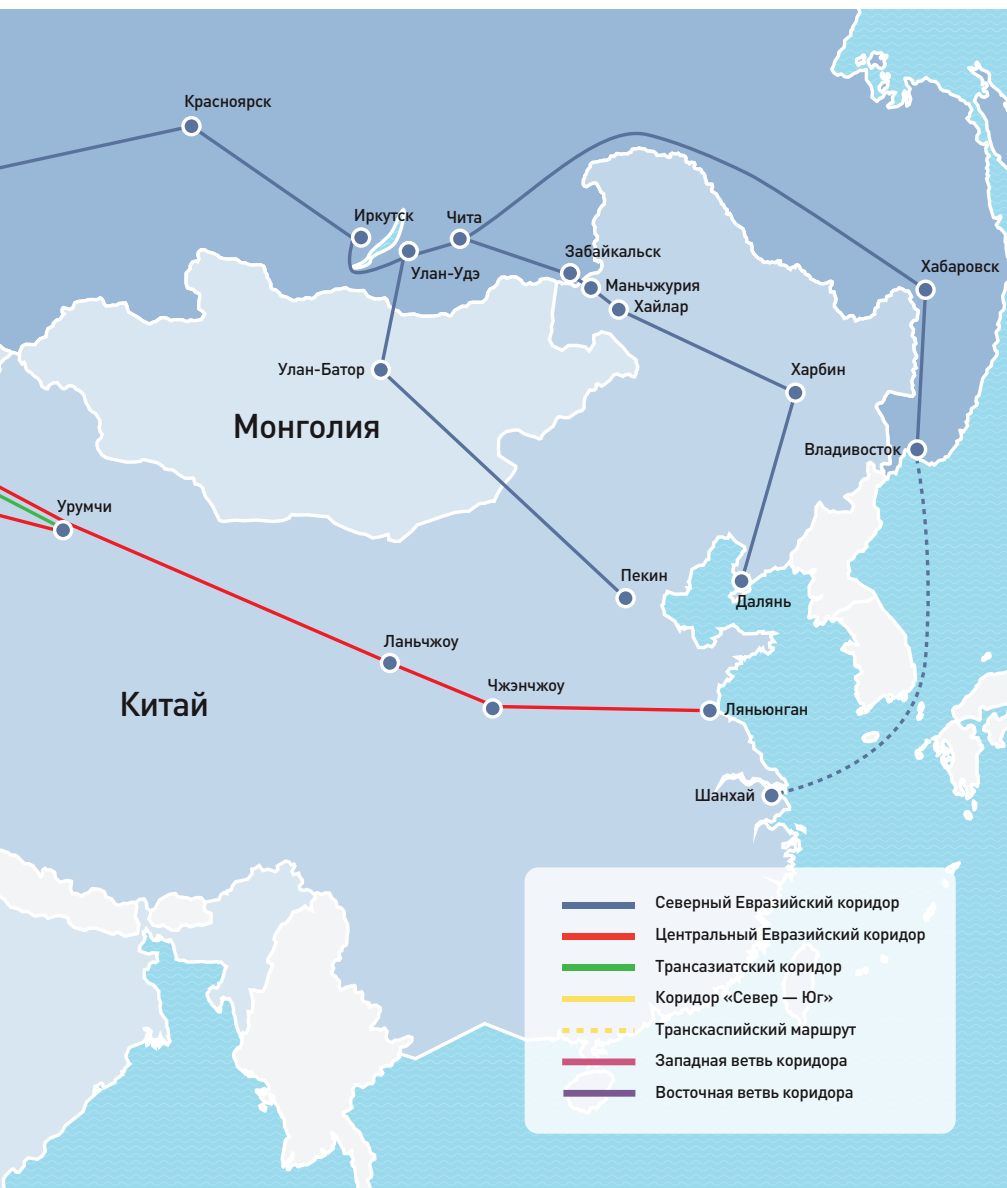 Красноярск
Иркутск
Чита
Улан-Удэ
Забайкальск
Маньчжурия
Хайлар
Хабаровск
Улан-Батор
Харбин
Монголия
Владивосток
Урумчи
Пекин
Далянь
Ланьчжоу
Чжэнчжоу
Китай
Ляньюнган
Шанхай
Северный Евразийский коридор
Центральный Евразийский коридор
Трансазиатский коридор
Коридор «Север — Юг»
Транскаспийский маршрут
Западная ветвь коридора
Восточная ветвь коридора